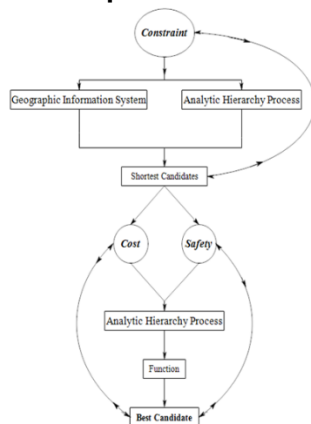 Constraint
Geographic Information System
Analytic Hierarchy Process
Shortest Candidates
Cost
Safety
Analytic Hierarchy Process
Function
Best Candidate